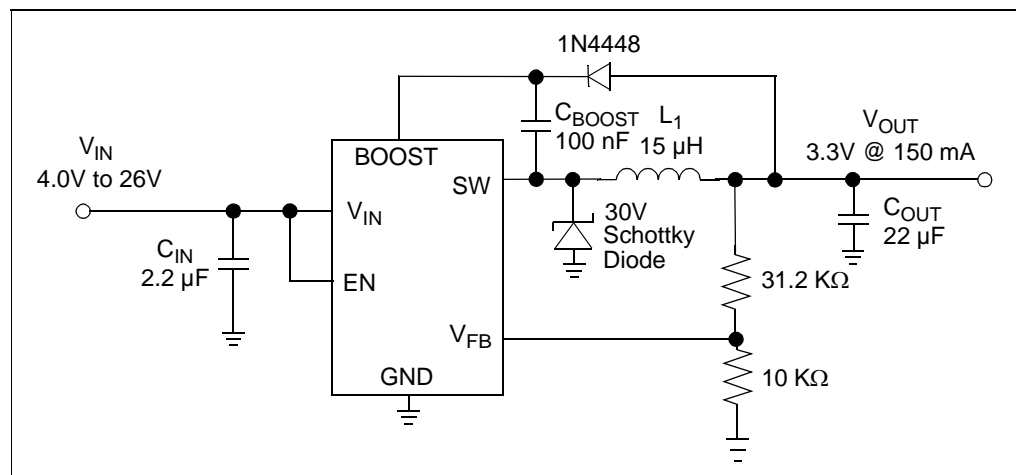 1N4448
C_BOOST
100 nF
L_1
15 µH
V_OUT
3.3V @ 150 mA
V_IN
4.0V to 26V
BOOST
SW
V_IN
EN
V_FB
GND
C_IN
2.2 µF
30V
Schottky
Diode
C_OUT
22 µF
31.2 KΩ
10 KΩ